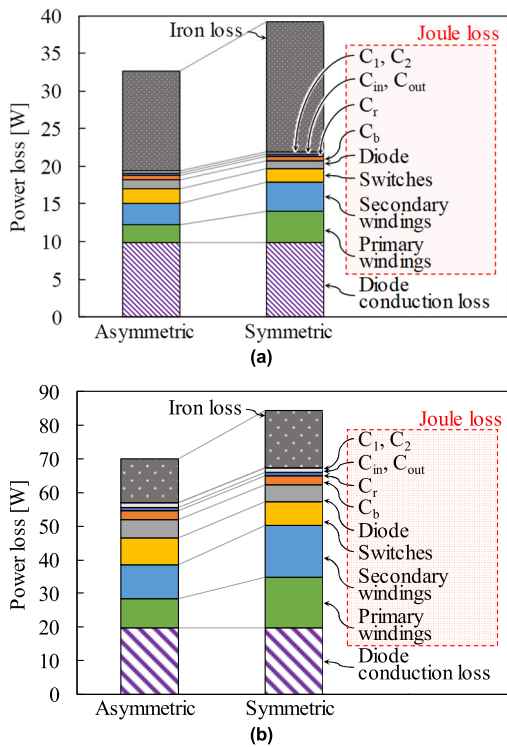 Power loss [W]
40
35
30
25
20
15
10
5
0
Iron loss
Joule loss
C1, C2
Cin, Cout
Cr
Cb
Diode
Switches
Secondary
windings
Primary
windings
Diode
conduction loss
Asymmetric
Symmetric
(a)
Power loss [W]
90
80
70
60
50
40
30
20
10
0
Iron loss
Joule loss
C1, C2
Cin, Cout
Cr
Cb
Diode
Switches
Secondary
windings
Primary
windings
Diode
conduction loss
Asymmetric
Symmetric
(b)